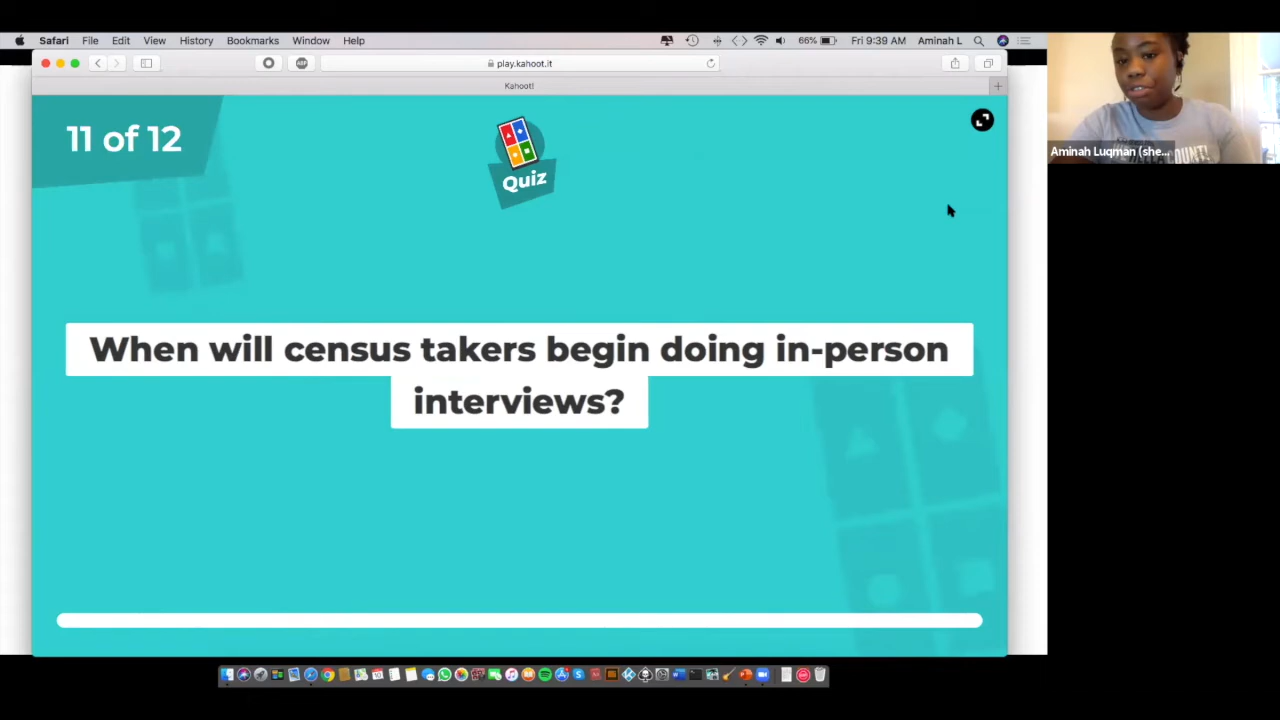 Safari File Edit View History Bookmarks Window Help 66% Fri 9:39 AM Aminah L
play.kahoot.it
Kahoot!
11 of 12
Quiz
When will census takers begin doing in-person
interviews?
Aminah Luqman (she...